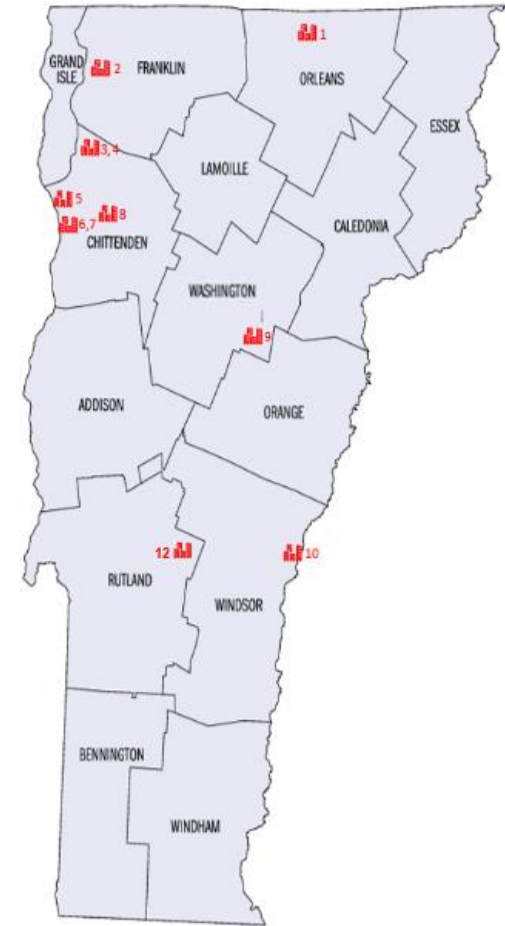 1
GRAND
ISLE
2
FRANKLIN
ORLEANS
ESSEX
3,4
LAMOILLE
5
8
6,7
CHITTENDEN
CALEDONIA
WASHINGTON
9
ADDISON
ORANGE
12
10
RUTLAND
WINDSOR
BENNINGTON
WINDHAM